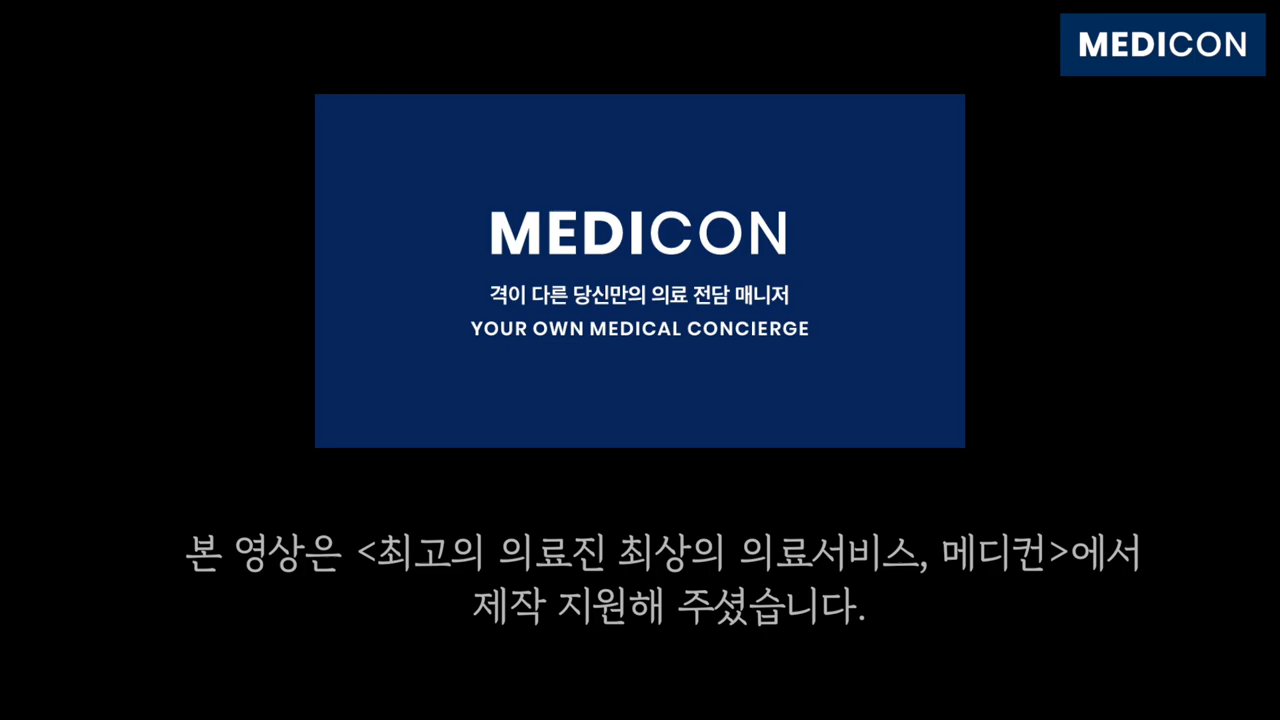 MEDICON
MEDICON
격이 다른 당신만의 의료 전담 매니저
YOUR OWN MEDICAL CONCIERGE
본 영상은 <최고의 의료진 최상의 의료서비스, 메디컨>에서
제작 지원해 주셨습니다.